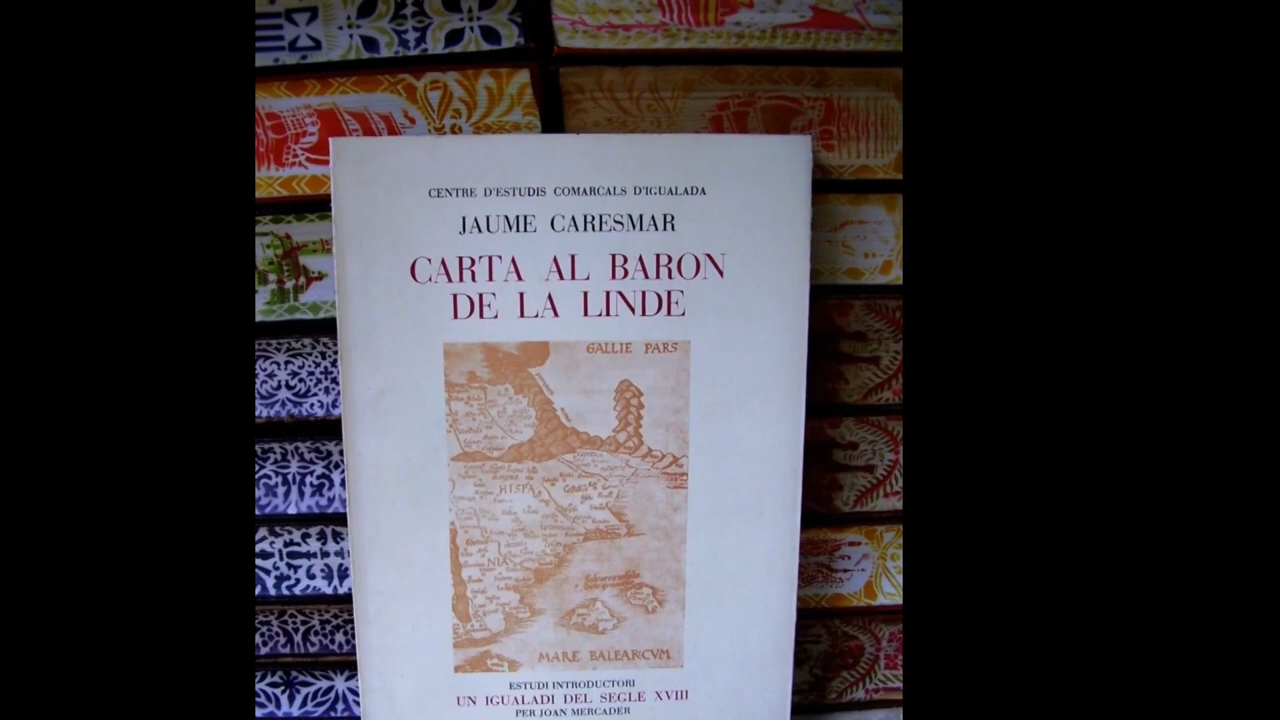 CENTRE D'ESTUDIS COMARCALS D'IGUALADA
JAUME CARESMAR
CARTA AL BARON
DE LA LINDE
GALLIE PARS
HISPA
NIA
MARE BALEARICVM
ESTUDI INTRODUCTORI
UN IGUALADI DEL SEGLE XVIII
PER JOAN MERCADER